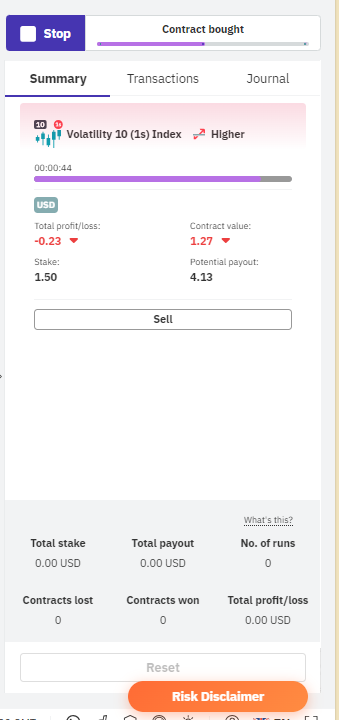 Stop
Contract bought
Summary Transactions Journal
10 1s Volatility 10 (1s) Index Higher
00:00:44
USD
Total profit/loss: Contract value:
-0.23 1.27
Stake: Potential payout:
1.50 4.13
Sell
What's this?
Total stake Total payout No. of runs
0.00 USD 0.00 USD 0
Contracts lost Contracts won Total profit/loss
0 0 0.00 USD
Reset
Risk Disclaimer